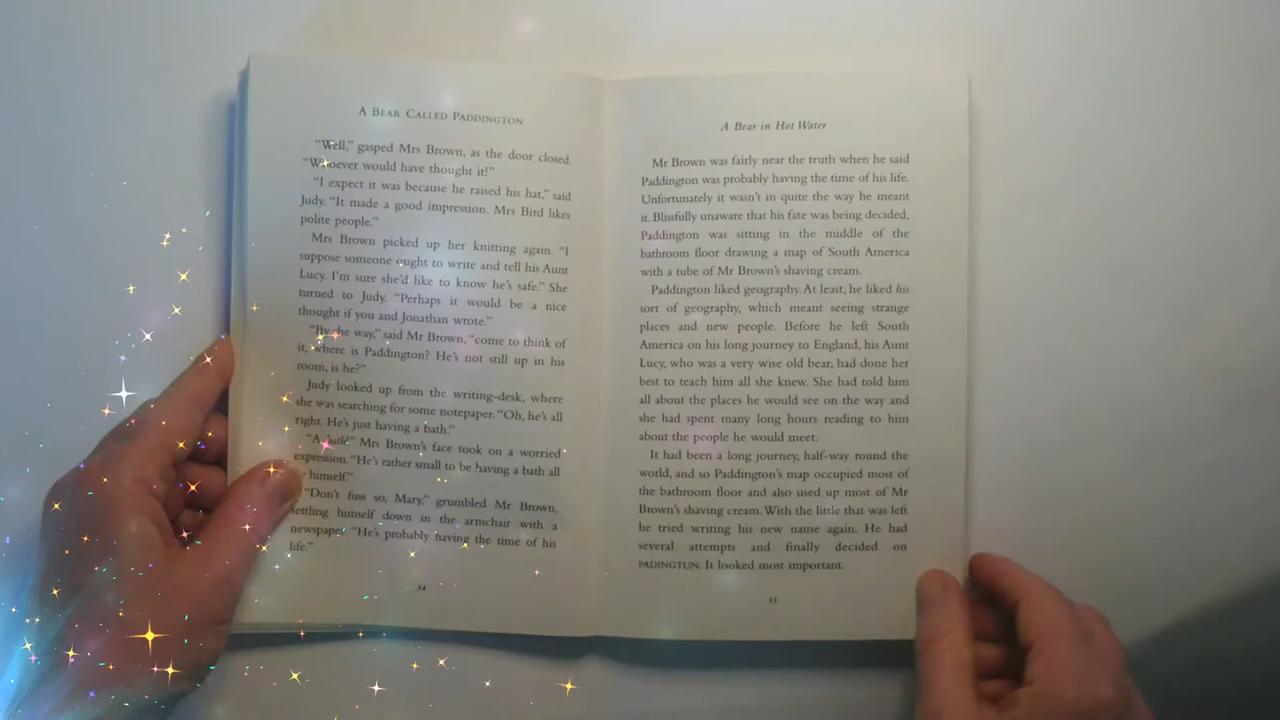 A BEAR CALLED PADDINGTON
“Well,” gasped Mrs Brown, as the door closed.
“Whoever would have thought it!”
“I expect it was because he raised his hat,” said
Judy. “It made a good impression. Mrs Bird likes
polite people.”
Mrs Brown picked up her knitting again. “I
suppose someone ought to write and tell his Aunt
Lucy. I’m sure she’d like to know he’s safe.” She
turned to Judy. “Perhaps it would be a nice
thought if you and Jonathan wrote.”
“By the way,” said Mr Brown, “come to think of
it, where is Paddington? He’s not still up in his
room, is he?”
Judy looked up from the writing-desk, where
she was searching for some notepaper. “Oh, he’s all
right. He’s just having a bath.”
“A bath!” Mrs Brown’s face took on a worried
expression. “He’s rather small to be having a bath all
himself.”
“Don’t fuss so, Mary,” grumbled Mr Brown,
settling himself down in the armchair with a
newspaper. “He’s probably having the time of his
life.”
54
A Bear in Hot Water
Mr Brown was fairly near the truth when he said
Paddington was probably having the time of his life.
Unfortunately it wasn’t in quite the way he meant
it. Blissfully unaware that his fate was being decided,
Paddington was sitting in the middle of the
bathroom floor drawing a map of South America
with a tube of Mr Brown’s shaving cream.
Paddington liked geography. At least, he liked his
sort of geography, which meant seeing strange
places and new people. Before he left South
America on his long journey to England, his Aunt
Lucy, who was a very wise old bear, had done her
best to teach him all she knew. She had told him
all about the places he would see on the way and
she had spent many long hours reading to him
about the people he would meet.
It had been a long journey, half-way round the
world, and so Paddington’s map occupied most of
the bathroom floor and also used up most of Mr
Brown’s shaving cream. With the little that was left
he tried writing his new name again. He had
several attempts and finally decided on
PADINGTUN. It looked most important.
55